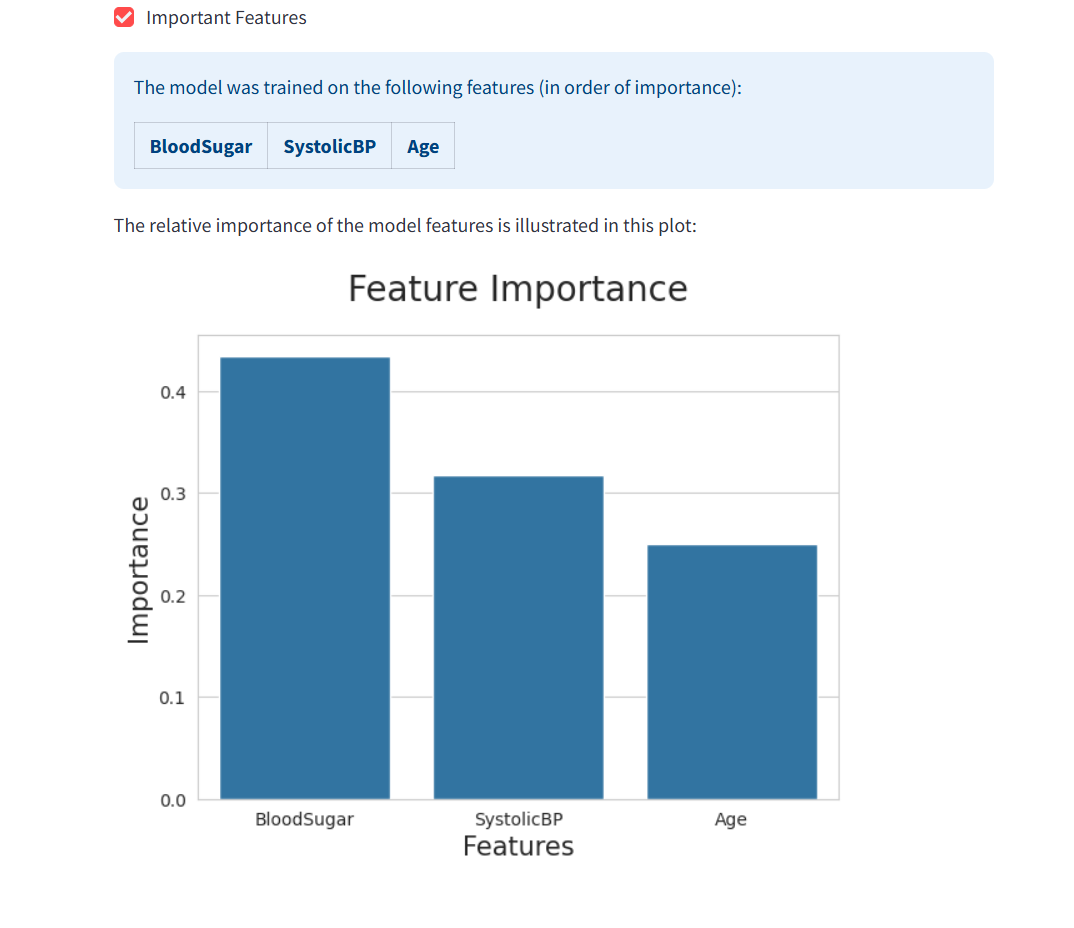 Important Features
The model was trained on the following features (in order of importance):
BloodSugar SystolicBP Age
The relative importance of the model features is illustrated in this plot:
Feature Importance
Importance
0.4
0.3
0.2
0.1
0.0
BloodSugar SystolicBP Age
Features